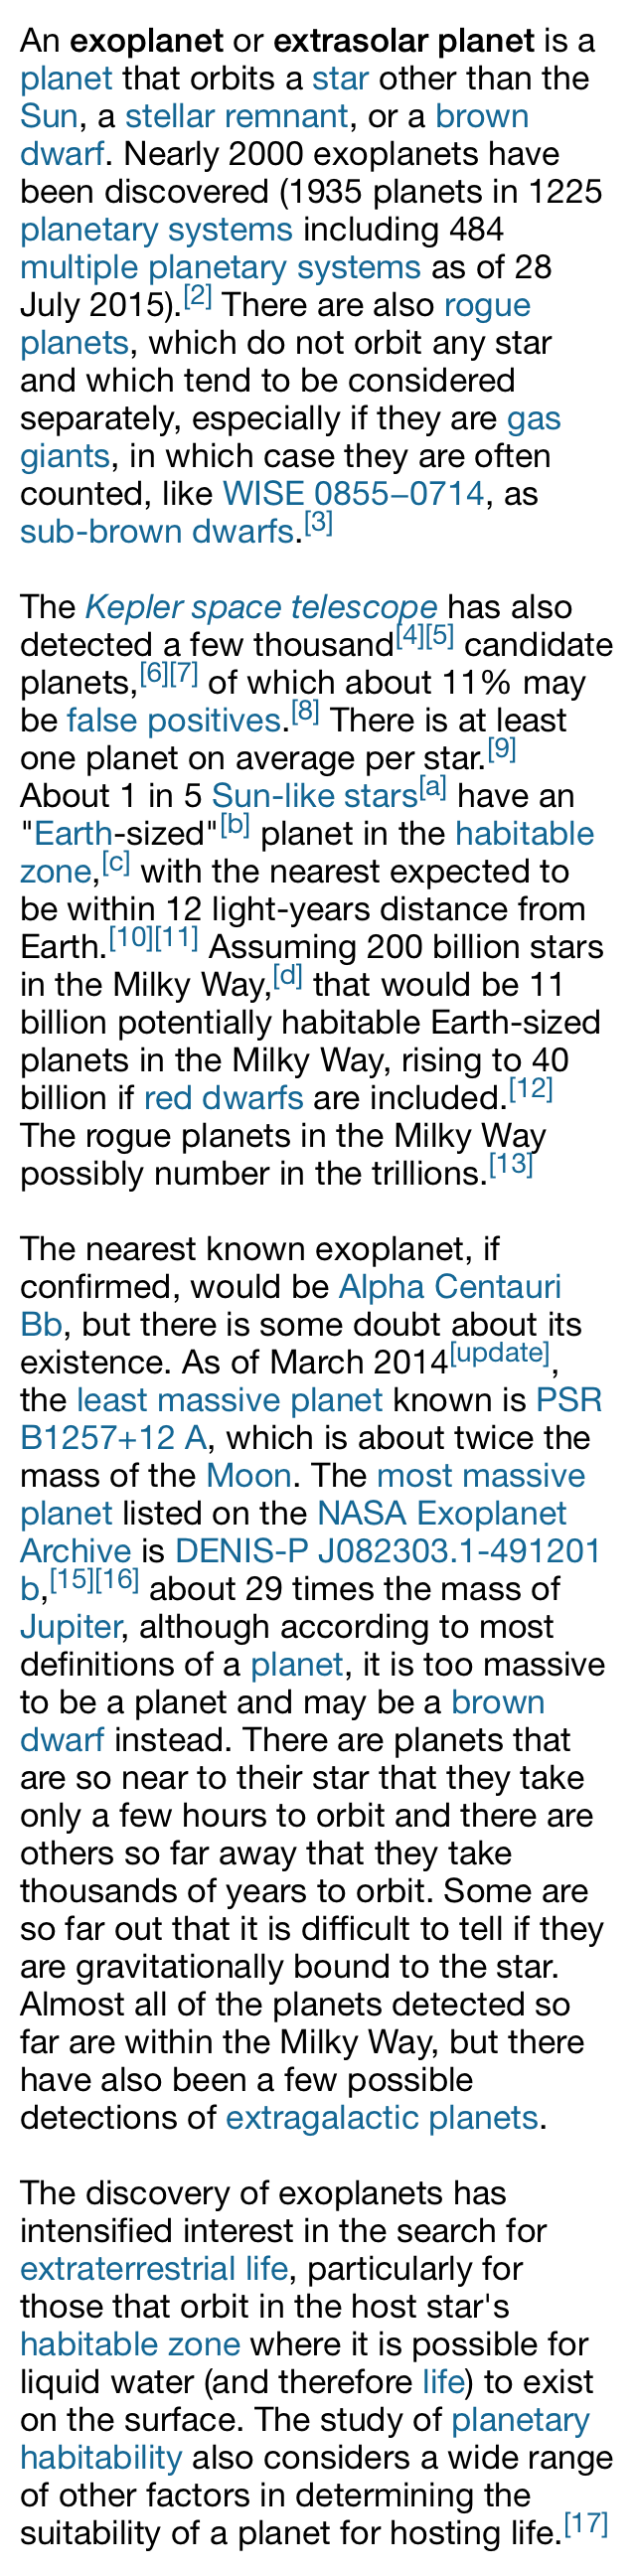 An exoplanet or extrasolar planet is a
planet that orbits a star other than the
Sun, a stellar remnant, or a brown
dwarf. Nearly 2000 exoplanets have
been discovered (1935 planets in 1225
planetary systems including 484
multiple planetary systems as of 28
July 2015).[2] There are also rogue
planets, which do not orbit any star
and which tend to be considered
separately, especially if they are gas
giants, in which case they are often
counted, like WISE 0855−0714, as
sub-brown dwarfs.[3]

The Kepler space telescope has also
detected a few thousand[4][5] candidate
planets,[6][7] of which about 11% may
be false positives.[8] There is at least
one planet on average per star.[9]
About 1 in 5 Sun-like stars[a] have an
"Earth-sized"[b] planet in the habitable
zone,[c] with the nearest expected to
be within 12 light-years distance from
Earth.[10][11] Assuming 200 billion stars
in the Milky Way,[d] that would be 11
billion potentially habitable Earth-sized
planets in the Milky Way, rising to 40
billion if red dwarfs are included.[12]
The rogue planets in the Milky Way
possibly number in the trillions.[13]

The nearest known exoplanet, if
confirmed, would be Alpha Centauri
Bb, but there is some doubt about its
existence. As of March 2014[update],
the least massive planet known is PSR
B1257+12 A, which is about twice the
mass of the Moon. The most massive
planet listed on the NASA Exoplanet
Archive is DENIS-P J082303.1-491201
b,[15][16] about 29 times the mass of
Jupiter, although according to most
definitions of a planet, it is too massive
to be a planet and may be a brown
dwarf instead. There are planets that
are so near to their star that they take
only a few hours to orbit and there are
others so far away that they take
thousands of years to orbit. Some are
so far out that it is difficult to tell if they
are gravitationally bound to the star.
Almost all of the planets detected so
far are within the Milky Way, but there
have also been a few possible
detections of extragalactic planets.

The discovery of exoplanets has
intensified interest in the search for
extraterrestrial life, particularly for
those that orbit in the host star's
habitable zone where it is possible for
liquid water (and therefore life) to exist
on the surface. The study of planetary
habitability also considers a wide range
of other factors in determining the
suitability of a planet for hosting life.[17]